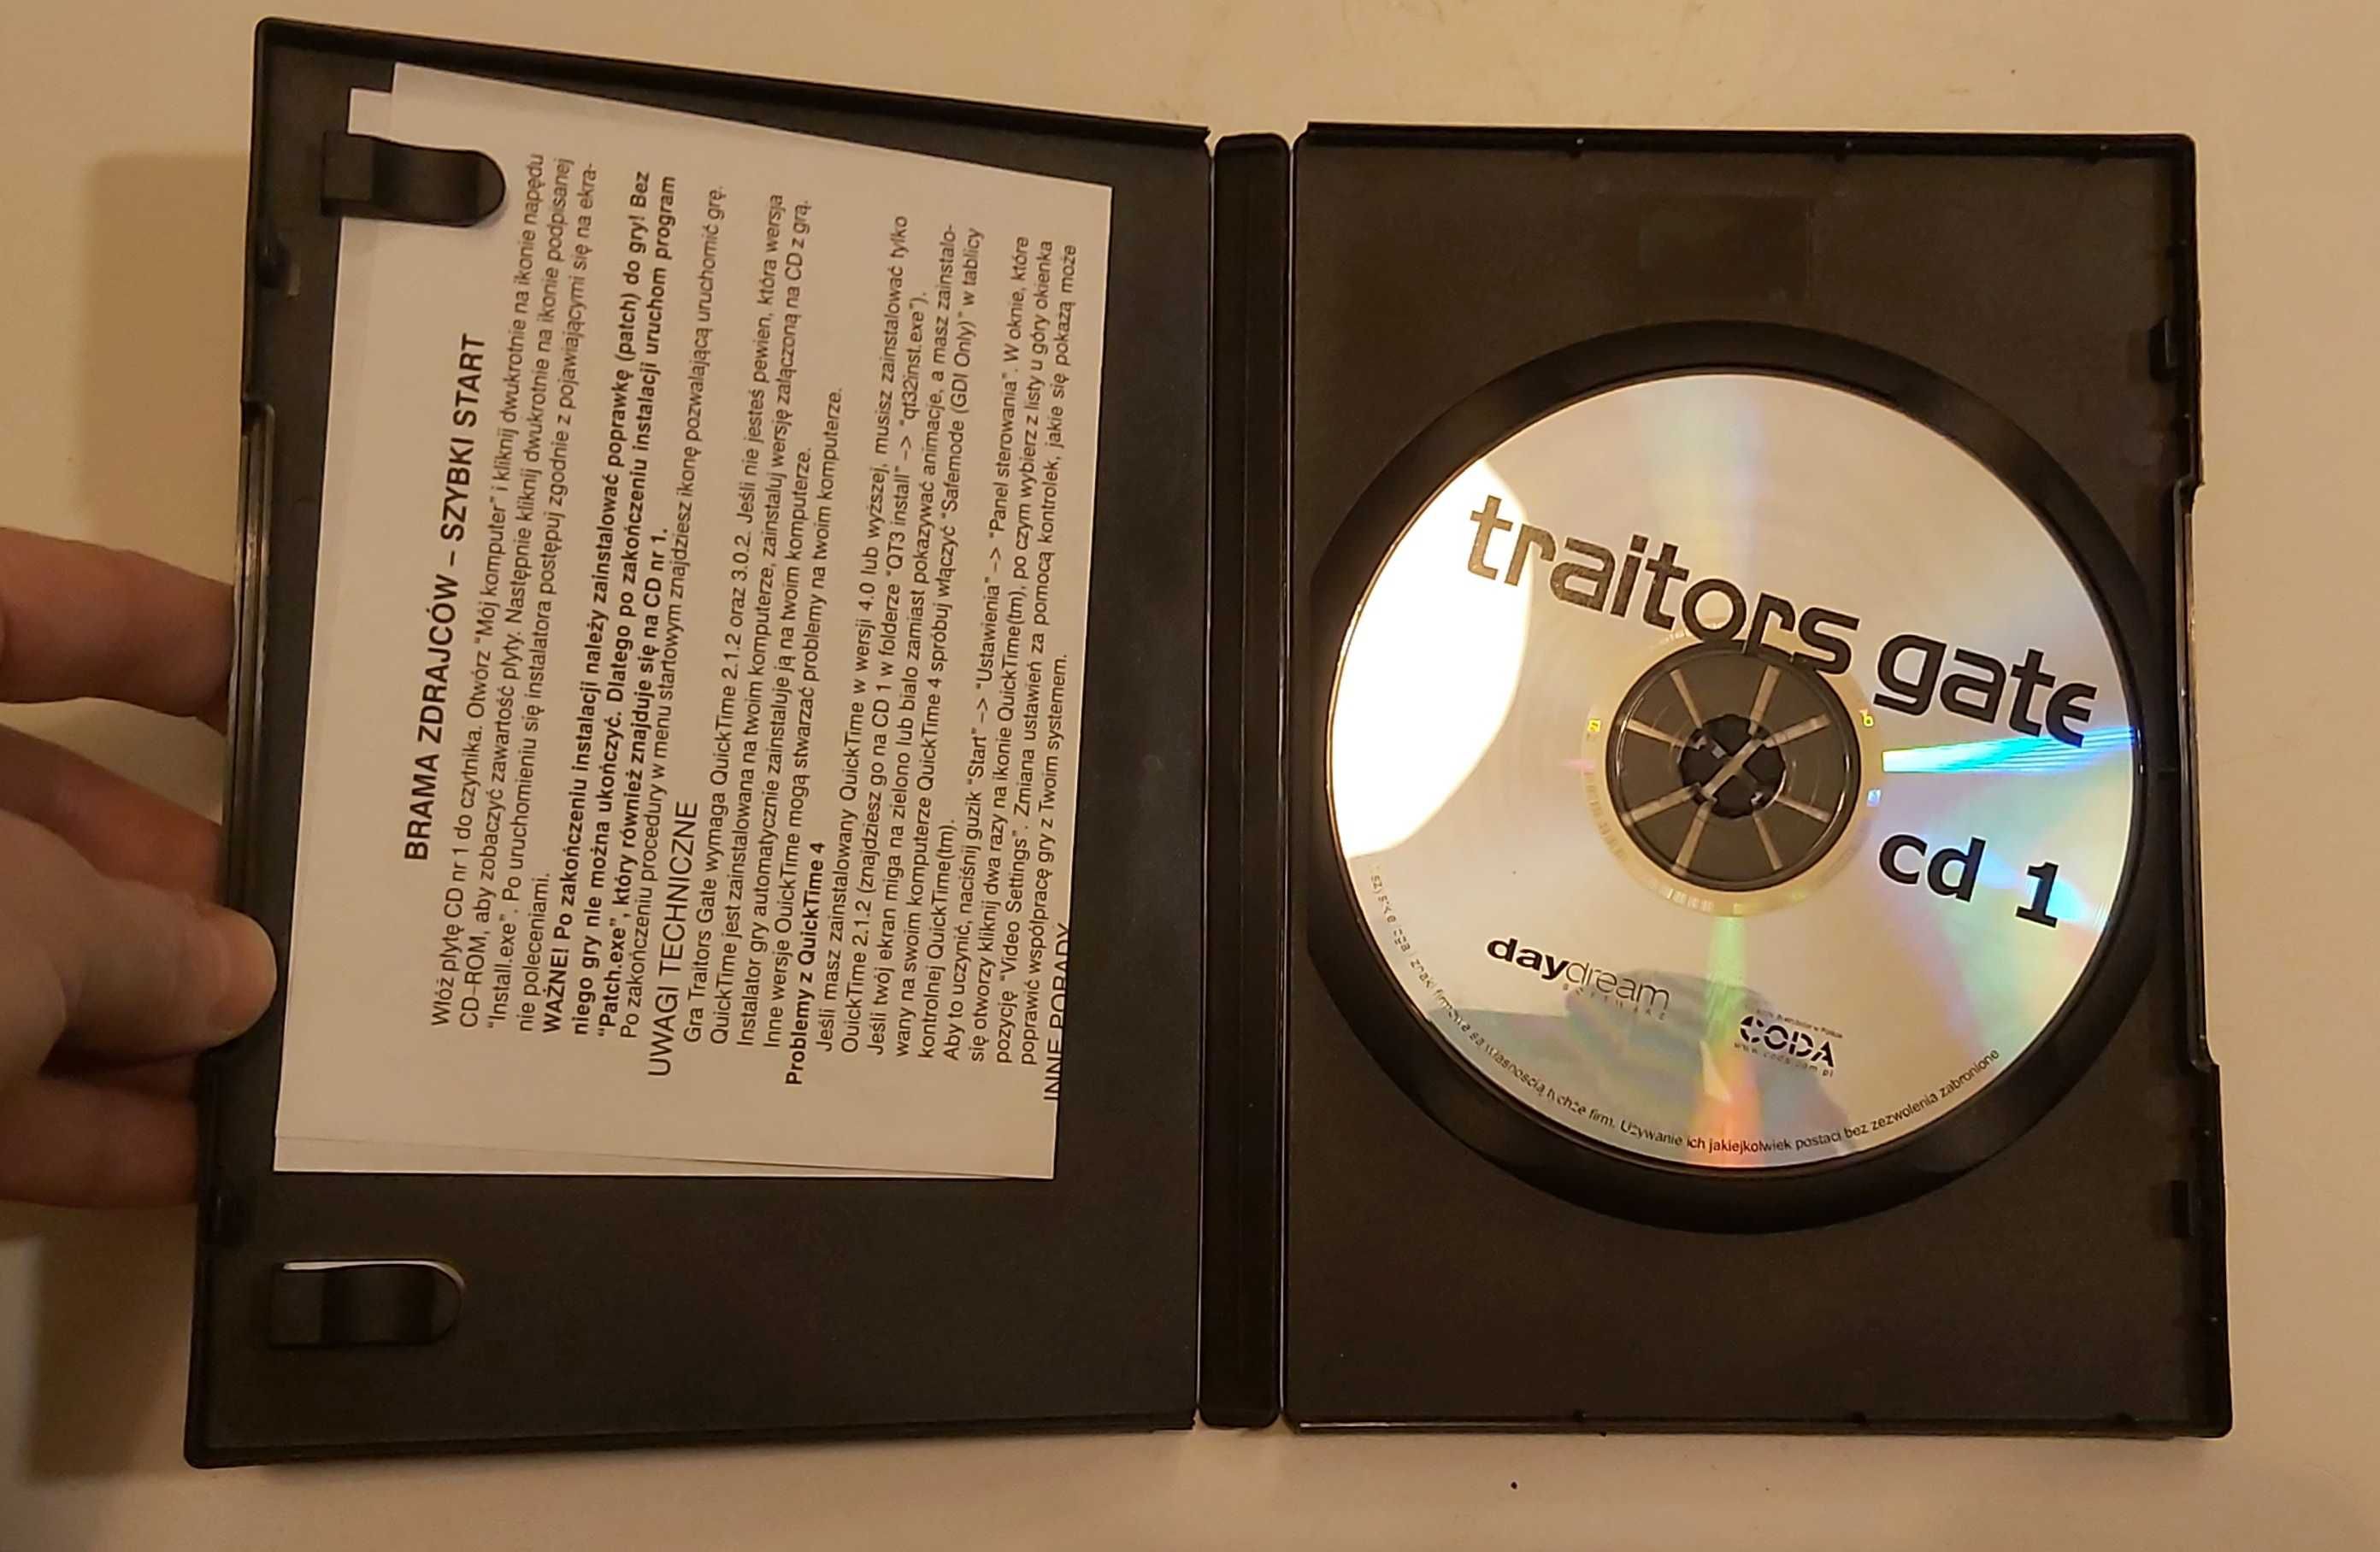 BRAMA ZDRAJCÓW – SZYBKI START
Włóż płytę CD nr 1 do czytnika. Otwórz "Mój komputer" i kliknij dwukrotnie na ikonie napędu
CD-ROM, aby zobaczyć zawartość płyty. Następnie kliknij dwukrotnie na ikonie podpisanej
"Install.exe". Po uruchomieniu się instalatora postępuj zgodnie z pojawiającymi się na ekra-
nie poleceniami.
WAŻNE! Po zakończeniu instalacji należy zainstalować poprawkę (patch) do gry! Bez
niego gry nie można ukończyć. Dlatego po zakończeniu instalacji uruchom program
"Patch.exe", który również znajduje się na CD nr 1.
Po zakończeniu procedury w menu startowym znajdziesz ikonę pozwalającą uruchomić grę.
UWAGI TECHNICZNE
Gra Traitors Gate wymaga QuickTime 2.1.2 oraz 3.0.2. Jeśli nie jesteś pewien, która wersja
QuickTime jest zainstalowana na twoim komputerze, zainstaluj wersję załączoną na CD z grą.
Instalator gry automatycznie zainstaluje ją na twoim komputerze.
Inne wersje QuickTime mogą stwarzać problemy na twoim komputerze.
Problemy z QuickTime 4
Jeśli masz zainstalowany QuickTime w wersji 4.0 lub wyższej, musisz zainstalować tylko
QuickTime 2.1.2 (znajdziesz go na CD 1 w folderze "QT3 install" –> "qt32inst.exe").
Jeśli twój ekran miga na zielono lub biało zamiast pokazywać animacje, a masz zainstalo-
wany na swoim komputerze QuickTime 4 spróbuj włączyć "Safemode (GDI Only)" w tablicy
kontrolnej QuickTime(tm).
Aby to uczynić, naciśnij guzik "Start" –> "Ustawienia" –> "Panel sterowania". W oknie, które
się otworzy kliknij dwa razy na ikonie QuickTime(tm), po czym wybierz z listy u góry okienka
pozycję "Video Settings". Zmiana ustawień za pomocą kontrolek, jakie się pokażą może
poprawić współpracę gry z Twoim systemem.
INNE PORADY
traitors gate
cd 1
daydream
SOFTWARE
CODA
www.coda.com.pl
znaki firmowe są własnością tychże firm. Używanie ich jakiejkolwiek postaci bez zezwolenia zabronione